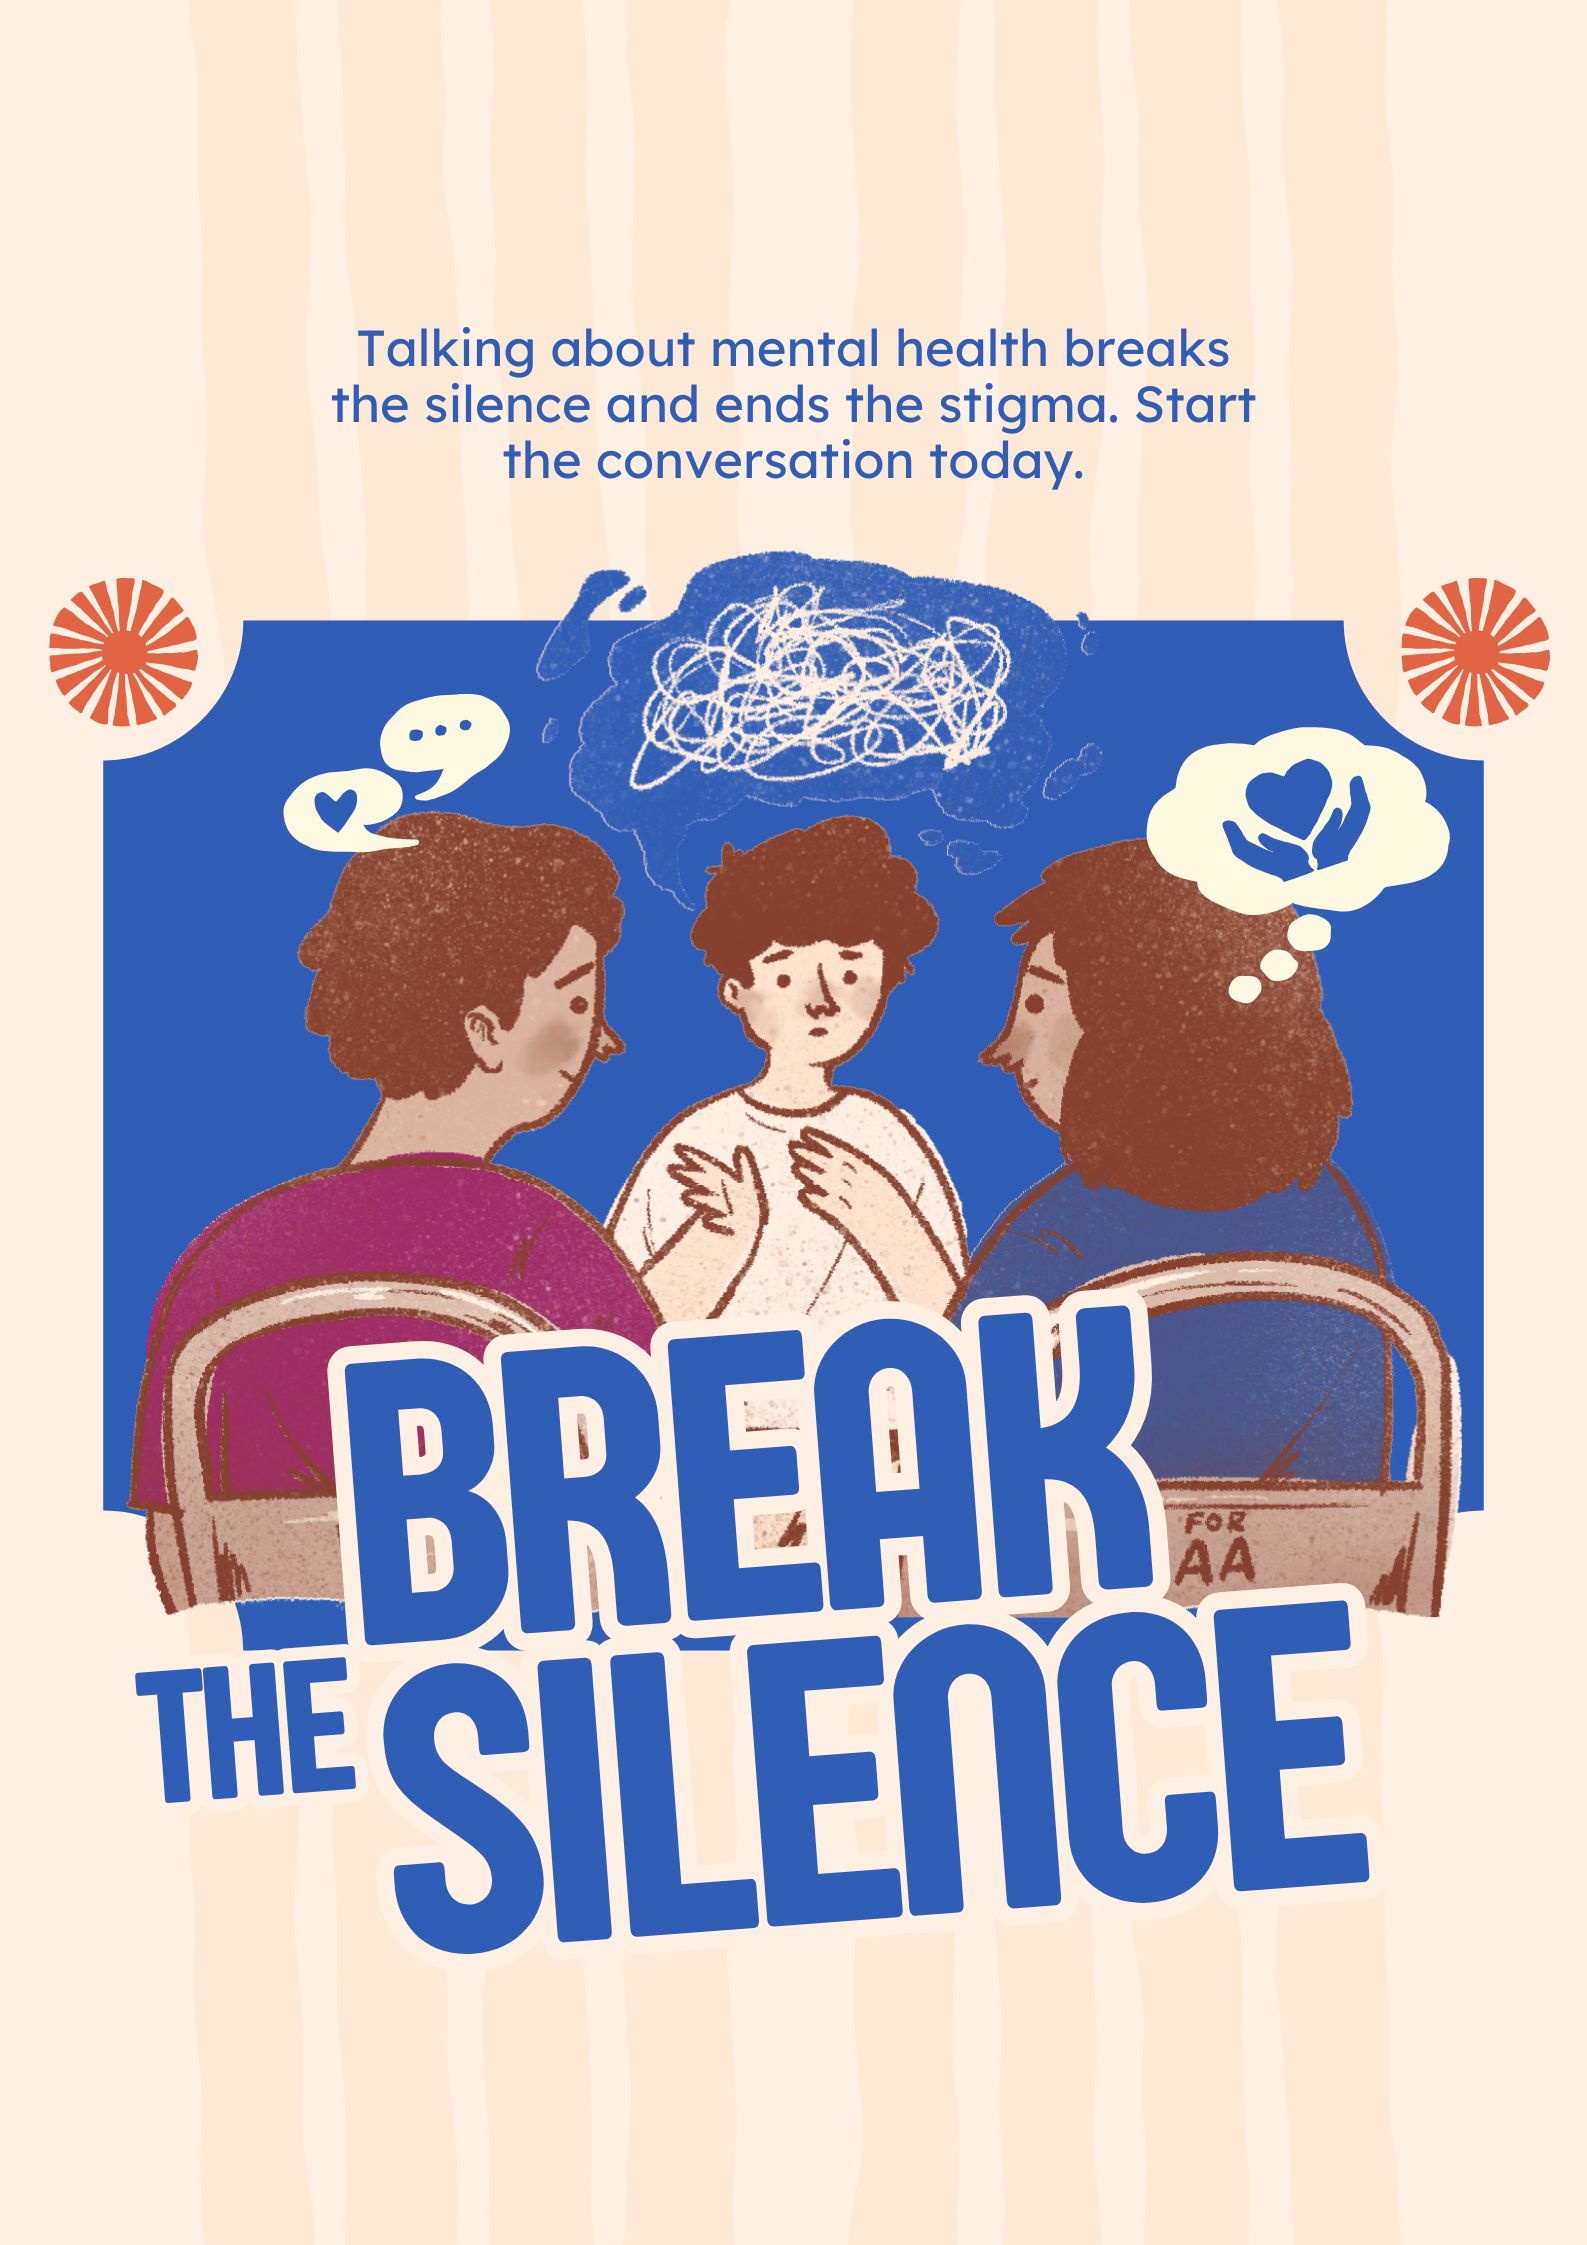 Talking about mental health breaks
the silence and ends the stigma. Start
the conversation today.
FOR
AA
BREAK
THE SILENCE